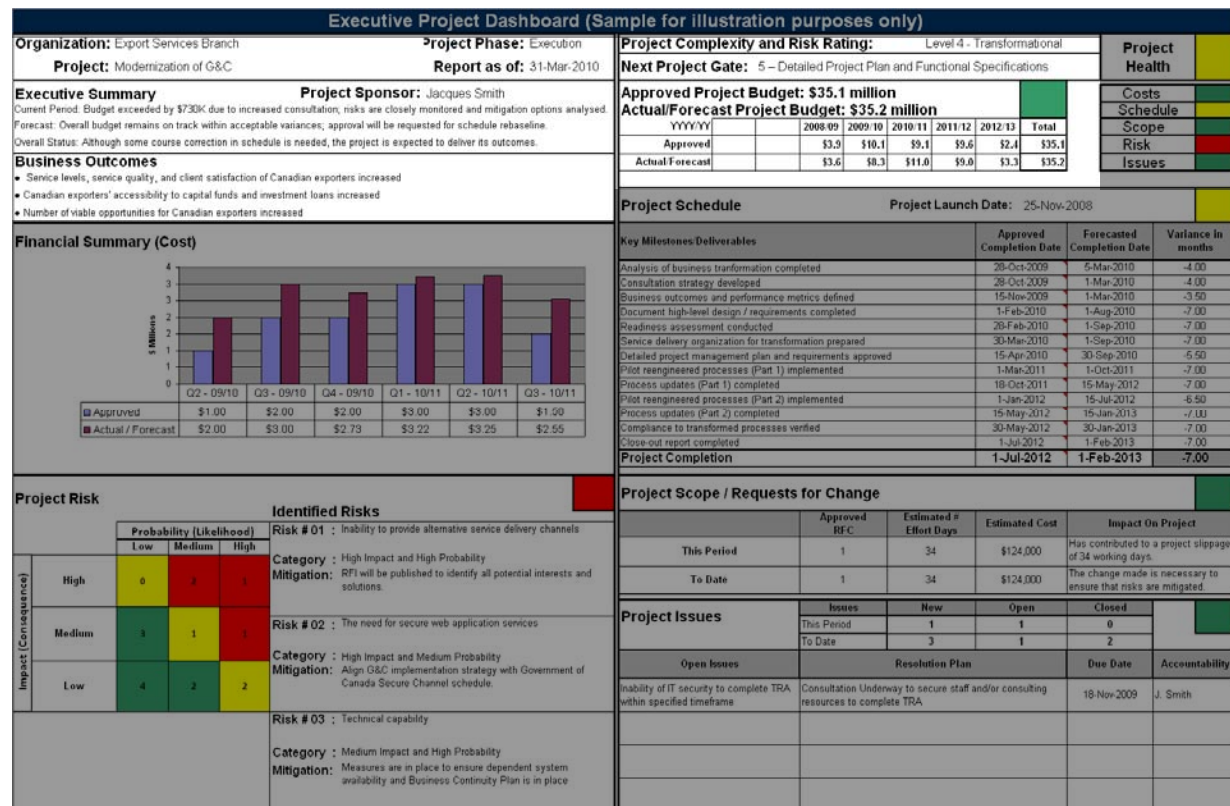 Executive Project Dashboard (Sample for illustration purposes only)
Organization: Export Services Branch Project Phase: Execution
Project: Modernization of G&C Report as of: 31-Mar-2010
Executive Summary Project Sponsor: Jacques Smith
Current Period: Budget exceeded by $730K due to increased consultation; risks are closely monitored and mitigation options analysed.
Forecast: Overall budget remains on track within acceptable variances; approval will be requested for schedule rebaseline.
Overall Status: Although some course correction in schedule is needed, the project is expected to deliver its outcomes.
Business Outcomes
• Service levels, service quality, and client satisfaction of Canadian exporters increased
• Canadian exporters' accessibility to capital funds and investment loans increased
• Number of viable opportunities for Canadian exporters increased
Financial Summary (Cost)
4
3
3
2
2
1
1
0
$ Millions
Q2 - 09/10 Q3 - 09/10 Q4 - 09/10 Q1 - 10/11 Q2 - 10/11 Q3 - 10/11
Approved $1.00 $2.00 $2.00 $3.00 $3.00 $1.50
Actual / Forecast $2.00 $3.00 $2.73 $3.22 $3.25 $2.55
Project Risk
Probability (Likelihood)
Low Medium High
Impact (Consequence)
High 0 2 1
Medium 3 1 1
Low 4 2 2
Identified Risks
Risk # 01 : Inability to provide alternative service delivery channels
Category : High Impact and High Probability
Mitigation: RFI will be published to identify all potential interests and
solutions.
Risk # 02 : The need for secure web application services
Category : High Impact and Medium Probability
Mitigation: Align G&C implementation strategy with Government of
Canada Secure Channel schedule.
Risk # 03 : Technical capability
Category : Medium Impact and High Probability
Mitigation: Measures are in place to ensure dependent system
availability and Business Continuity Plan is in place
Project Complexity and Risk Rating: Level 4 - Transformational
Next Project Gate: 5 – Detailed Project Plan and Functional Specifications
Project
Health
Costs
Schedule
Scope
Risk
Issues
Approved Project Budget: $35.1 million
Actual/Forecast Project Budget: $35.2 million
YYYY/YY 2008/09 2009/10 2010/11 2011/12 2012/13 Total
Approved $3.9 $10.1 $9.1 $9.6 $2.4 $35.1
Actual/Forecast $3.6 $8.3 $11.0 $9.0 $3.3 $35.2
Project Schedule Project Launch Date: 25-Nov-2008
Key Milestones/Deliverables Approved Completion Date Forecasted Completion Date Variance in months
Analysis of business tranformation completed 28-Oct-2009 5-Mar-2010 -4.00
Consultation strategy developed 28-Oct-2009 1-Mar-2010 -4.00
Business outcomes and performance metrics defined 15-Nov-2009 1-Mar-2010 -3.50
Document high-level design / requirements completed 1-Feb-2010 1-Aug-2010 -7.00
Readiness assessment conducted 28-Feb-2010 1-Sep-2010 -7.00
Service delivery organization for transformation prepared 30-Mar-2010 1-Sep-2010 -7.00
Detailed project management plan and requirements approved 15-Apr-2010 30-Sep-2010 -5.50
Pilot reengineered processes (Part 1) implemented 1-Mar-2011 1-Oct-2011 -7.00
Process updates (Part 1) completed 18-Oct-2011 15-May-2012 -7.00
Pilot reengineered processes (Part 2) implemented 1-Jan-2012 15-Jul-2012 -6.50
Process updates (Part 2) completed 15-May-2012 15-Jan-2013 -7.00
Compliance to transformed processes verified 30-May-2012 30-Jan-2013 -7.00
Close-out report completed 1-Jul-2012 1-Feb-2013 -7.00
Project Completion 1-Jul-2012 1-Feb-2013 -7.00
Project Scope / Requests for Change
Approved RFC Estimated # Effort Days Estimated Cost Impact On Project
This Period 1 34 $124,000 Has contributed to a project slippage of 34 working days.
To Date 1 34 $124,000 The change made is necessary to ensure that risks are mitigated.
Project Issues
Issues New Open Closed
This Period 1 1 0
To Date 3 1 2
Open Issues Resolution Plan Due Date Accountability
Inability of IT security to complete TRA within specified timeframe Consultation Underway to secure staff and/or consulting resources to complete TRA 18-Nov-2009 J. Smith